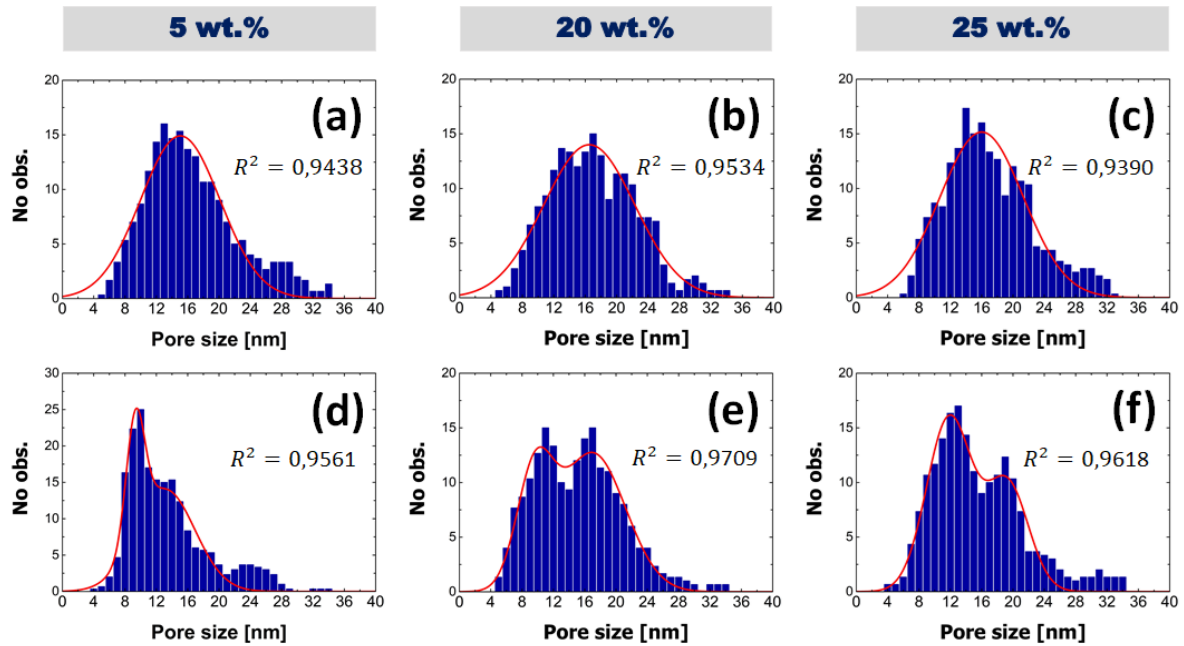 5 wt.% 20 wt.% 25 wt.%
(a) (b) (c)
R² = 0,9438 R² = 0,9534 R² = 0,9390
No obs. No obs. No obs.
20 20 20
15 15 15
10 10 10
5 5 5
0 0 0
0 4 8 12 16 20 24 28 32 36 40 0 4 8 12 16 20 24 28 32 36 40 0 4 8 12 16 20 24 28 32 36 40
Pore size [nm] Pore size [nm] Pore size [nm]
(d) (e) (f)
R² = 0,9561 R² = 0,9709 R² = 0,9618
No obs. No obs. No obs.
30 20 20
25 15 15
20 10 10
15 5 5
10 0 0
5
0
0 4 8 12 16 20 24 28 32 36 40 0 4 8 12 16 20 24 28 32 36 40 0 4 8 12 16 20 24 28 32 36 40
Pore size [nm] Pore size [nm] Pore size [nm]